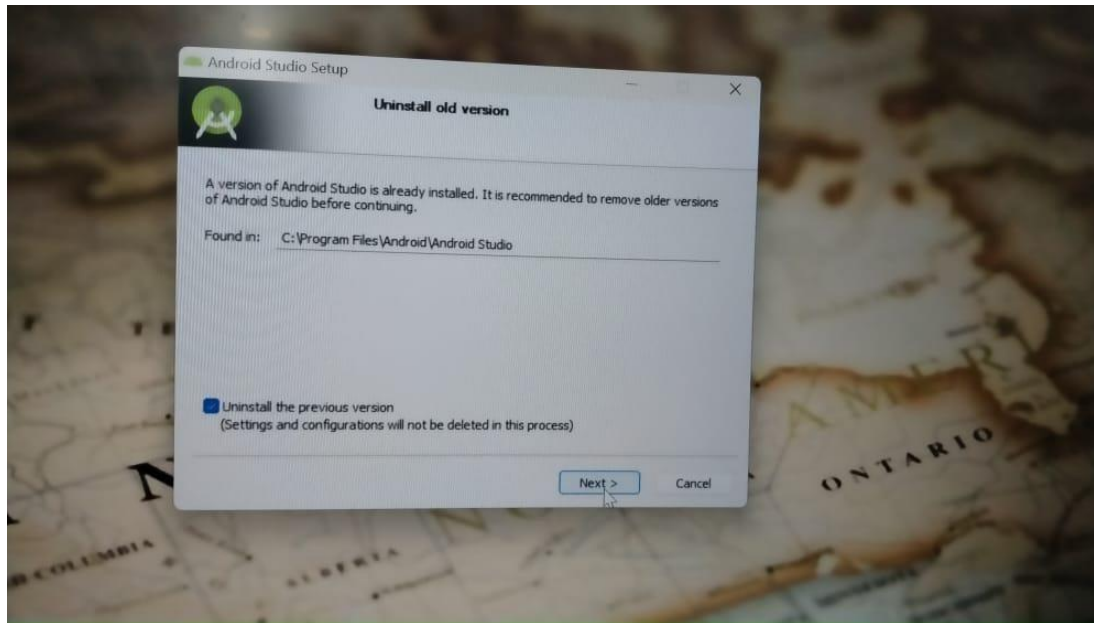 Android Studio Setup
Uninstall old version
A version of Android Studio is already installed. It is recommended to remove older versions
of Android Studio before continuing.
Found in: C:\Program Files\Android\Android Studio
Uninstall the previous version
(Settings and configurations will not be deleted in this process)
Next >
Cancel
ONTARIO